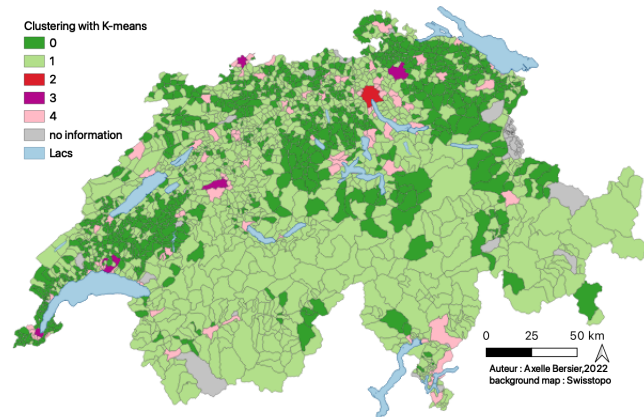 Clustering with K-means
0
1
2
3
4
no information
Lacs
0 25 50 km
Auteur : Axelle Bersier,2022
background map : Swisstopo